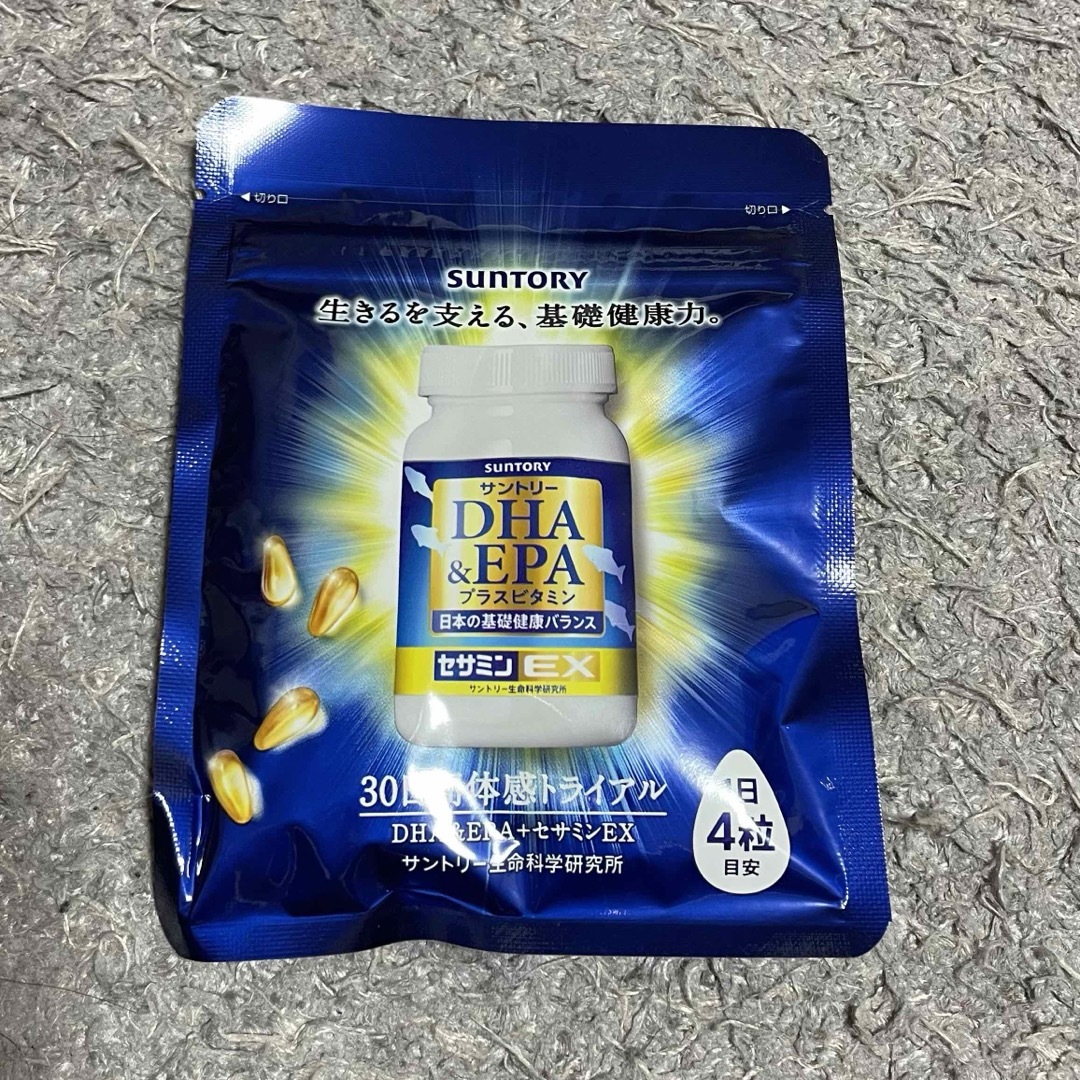 ◀切り口
切り口▶
SUNTORY
生きるを支える、基礎健康力。
SUNTORY
サントリー
DHA
&EPA
プラスビタミン
日本の基礎健康バランス
セサミンEX
サントリー生命科学研究所
30日間体感トライアル
DHA&EPA+セサミンEX
サントリー生命科学研究所
1日
4粒
目安